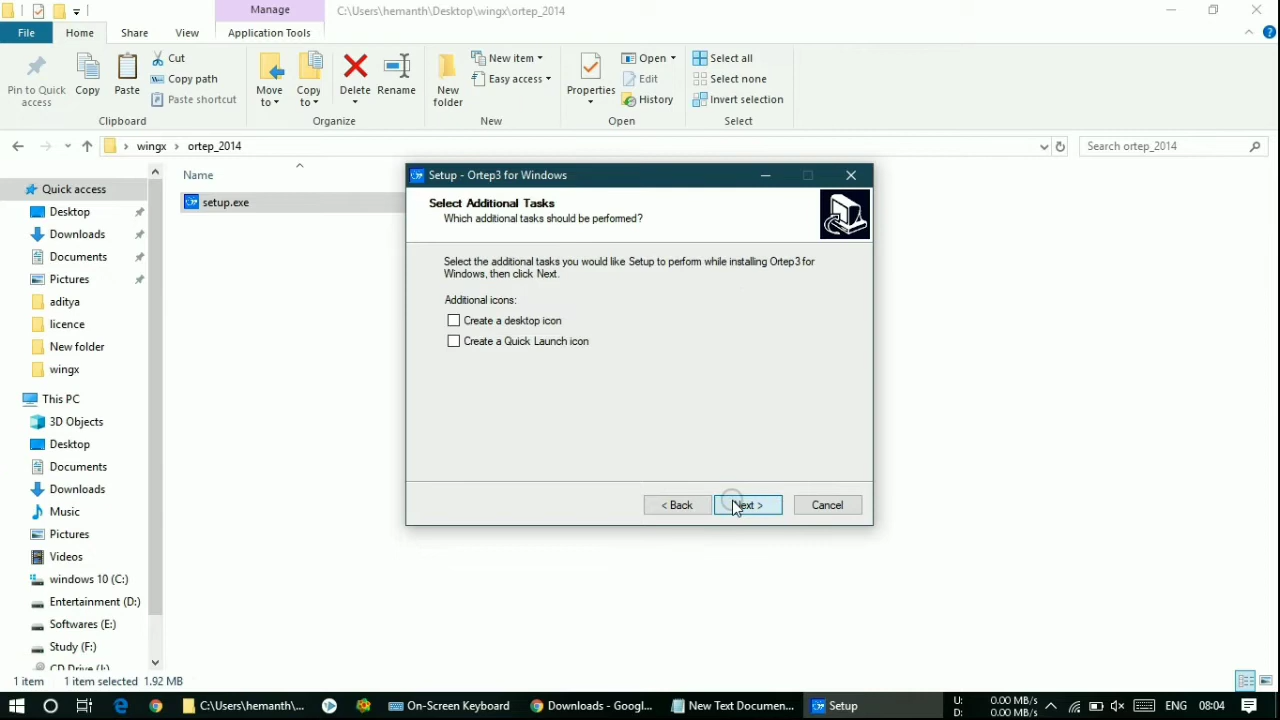 Manage
C:\Users\hemanth\Desktop\wingx\ortep_2014
File
Home
Share
View
Application Tools
Pin to Quick access
Copy
Paste
Cut
Copy path
Paste shortcut
Clipboard
Move to
Copy to
Delete
Rename
Organize
New folder
New item
Easy access
New
Properties
Open
Edit
History
Open
Select all
Select none
Invert selection
Select
wingx
ortep_2014
Search ortep_2014
Name
setup.exe
Quick access
Desktop
Downloads
Documents
Pictures
aditya
licence
New folder
wingx
This PC
3D Objects
Desktop
Documents
Downloads
Music
Pictures
Videos
windows 10 (C:)
Entertainment (D:)
Softwares (E:)
Study (F:)
CD Drive (I:)
Setup - Ortep3 for Windows
Select Additional Tasks
Which additional tasks should be performed?
Select the additional tasks you would like Setup to perform while installing Ortep3 for
Windows, then click Next.
Additional icons:
Create a desktop icon
Create a Quick Launch icon
< Back
Next >
Cancel
1 item
1 item selected 1.92 MB
C:\Users\hemanth\...
On-Screen Keyboard
Downloads - Googl...
New Text Documen...
Setup
U: 0.00 MB/s
D: 0.00 MB/s
ENG
08:04